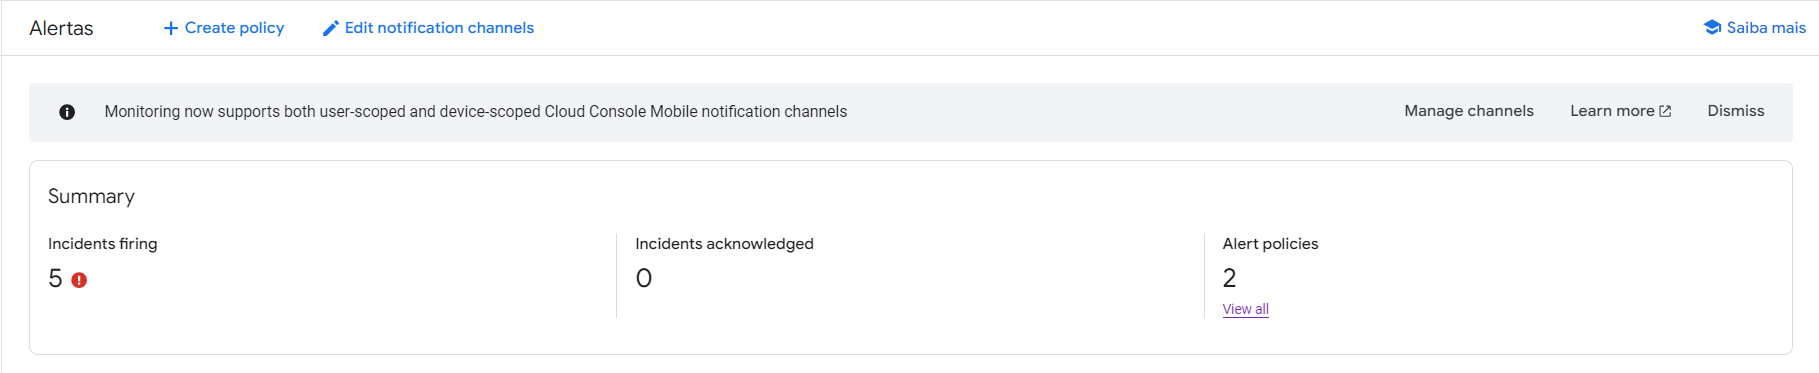 Alertas
Create policy
Edit notification channels
Saiba mais
Monitoring now supports both user-scoped and device-scoped Cloud Console Mobile notification channels
Manage channels
Learn more
Dismiss
Summary
Incidents firing
5
Incidents acknowledged
0
Alert policies
2
View all